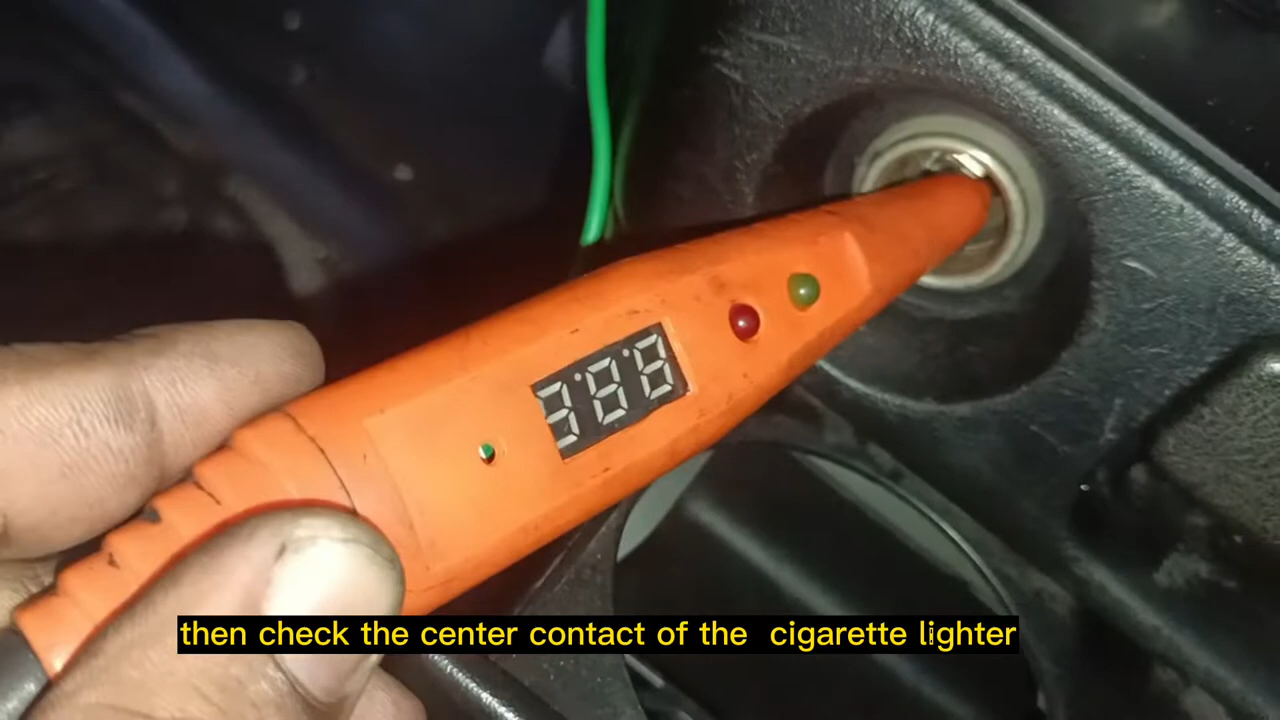 then check the center contact of the  cigarette lighter